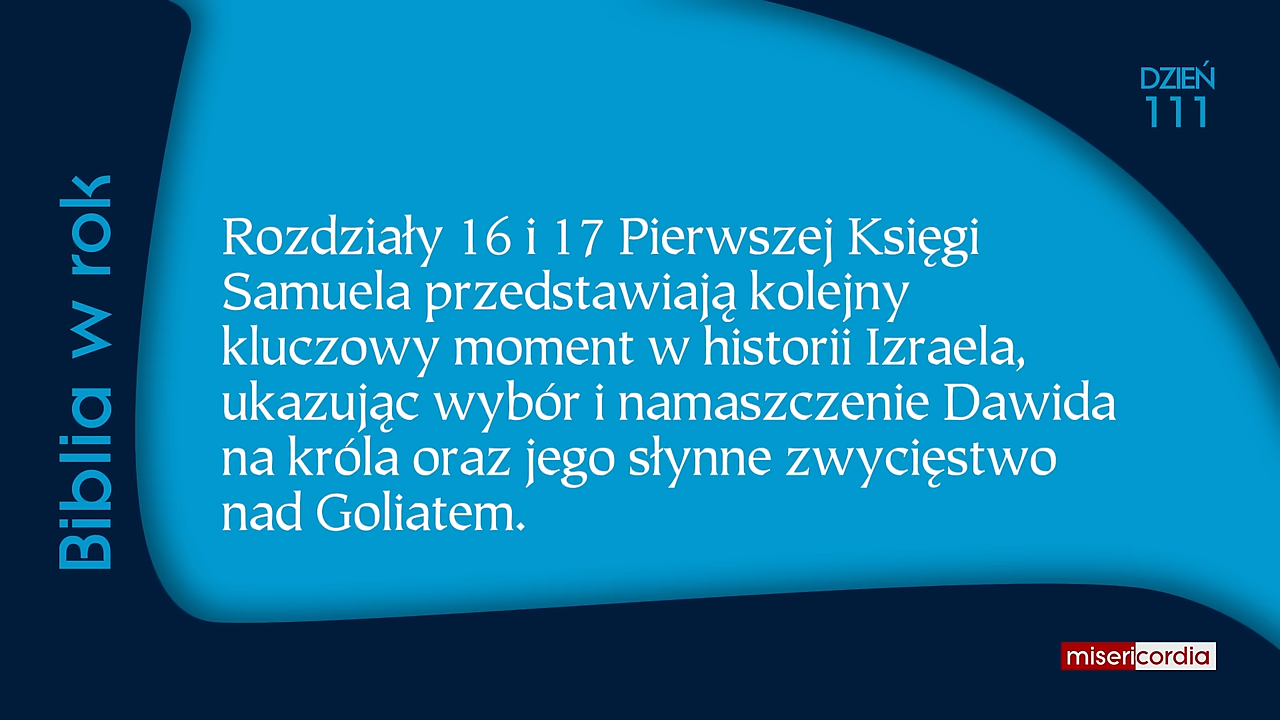 DZIEŃ
111
Biblia w rok
Rozdziały 16 i 17 Pierwszej Księgi
Samuela przedstawiają kolejny
kluczowy moment w historii Izraela,
ukazując wybór i namaszczenie Dawida
na króla oraz jego słynne zwycięstwo
nad Goliatem.
misericordia